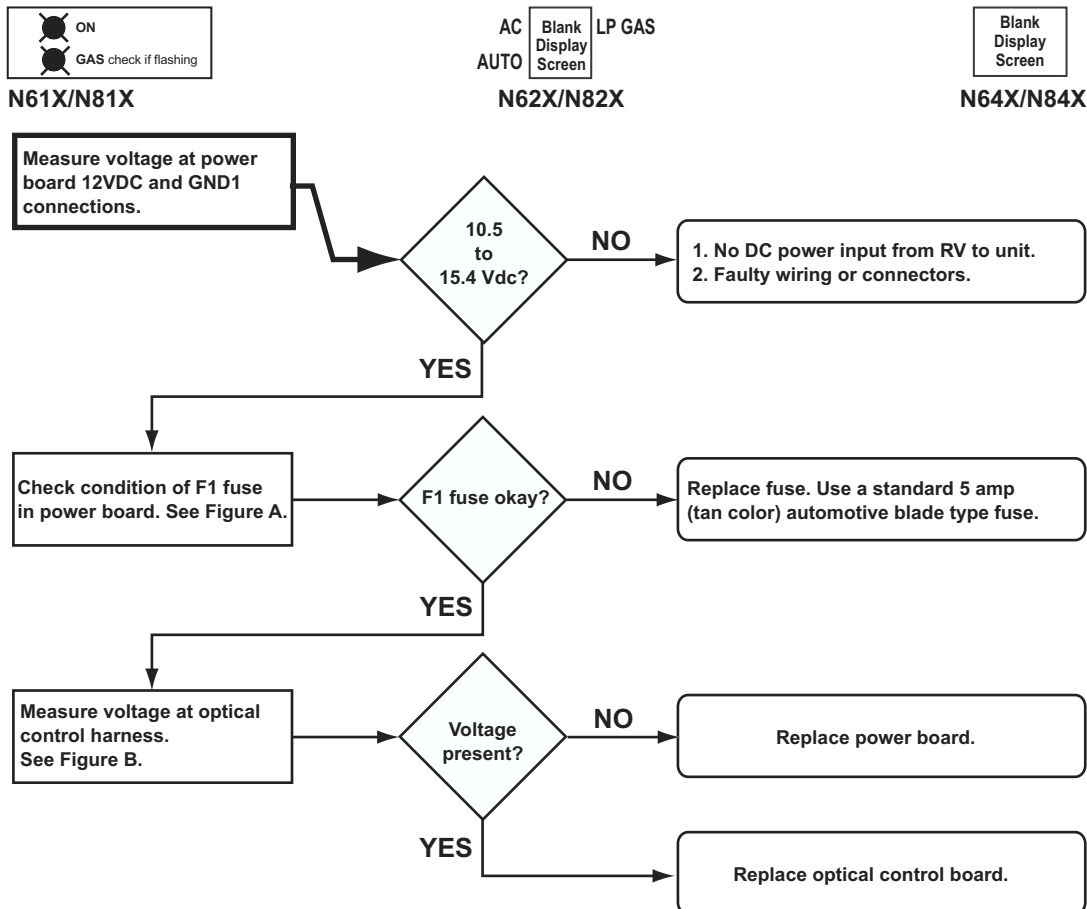 ON
GAS check if flashing
N61X/N81X
AC
AUTO
Blank
Display
Screen
LP GAS
N62X/N82X
Blank
Display
Screen
N64X/N84X
Measure voltage at power
board 12VDC and GND1
connections.
10.5
to
15.4 Vdc?
NO
1. No DC power input from RV to unit.
2. Faulty wiring or connectors.
YES
Check condition of F1 fuse
in power board. See Figure A.
F1 fuse okay?
NO
Replace fuse. Use a standard 5 amp
(tan color) automotive blade type fuse.
YES
Measure voltage at optical
control harness.
See Figure B.
Voltage
present?
NO
Replace power board.
YES
Replace optical control board.